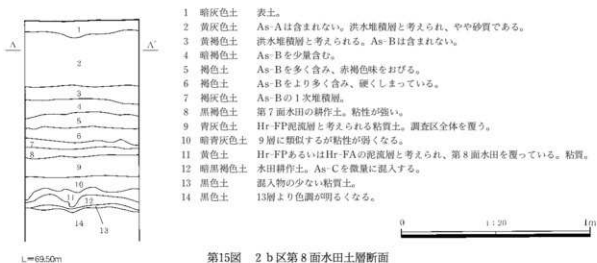 A A'
1
2
3
4
5
6
7
8
9
10
11
12
14 13
L=69.50m
1 暗灰色土 表土。
2 黄灰色土 As-Aは含まれない。洪水堆積層と考えられ、やや砂質である。
3 黄褐色土 洪水堆積層と考えられる。As-Bは含まれない。
4 暗褐色土 As-Bを少量含む。
5 褐色土 As-Bを多く含み、赤褐色味をおびる。
6 褐色土 As-Bをより多く含み、硬くしまっている。
7 褐灰色土 As-Bの1次堆積層。
8 黒褐色土 第7面水田の耕作土。粘性が強い。
9 青灰色土 Hr-FP泥流層と考えられる粘質土。調査区全体を覆う。
10 暗青灰色土 9層に類似するが粘性が弱くなる。
11 黄色土 Hr-FPあるいはHr-FAの泥流層と考えられ、第8面水田を覆っている。粘質。
12 暗黒褐色土 水田耕作土。As-Cを微量に混入する。
13 黒色土 混入物の少ない粘質土。
14 黒色土 13層より色調が明るくなる。
0 1:20 1m
第15図 2b区第8面水田土層断面